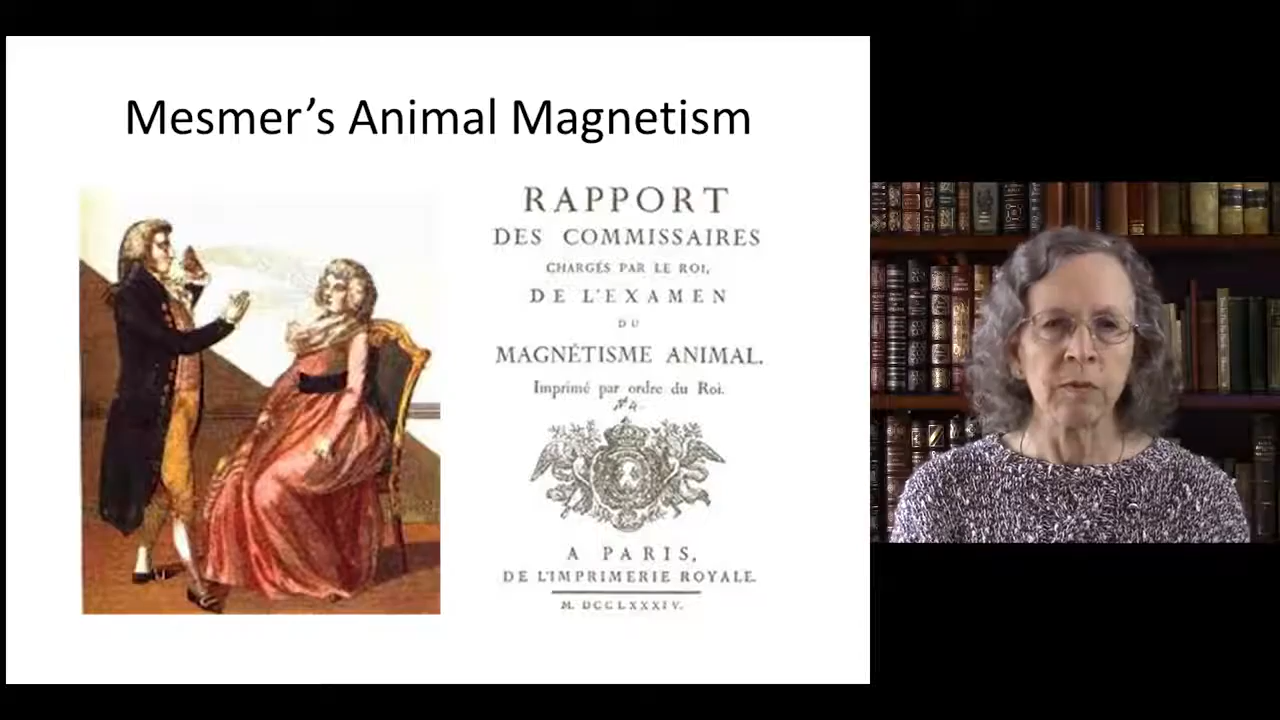 Mesmer’s Animal Magnetism
RAPPORT
DES COMMISSAIRES
CHARGÉS PAR LE ROI,
DE L'EXAMEN
DU
MAGNÉTISME ANIMAL.
Imprimé par ordre du Roi.
N.° 4.
A PARIS,
DE L'IMPRIMERIE ROYALE.
M. DCCLXXXIV.